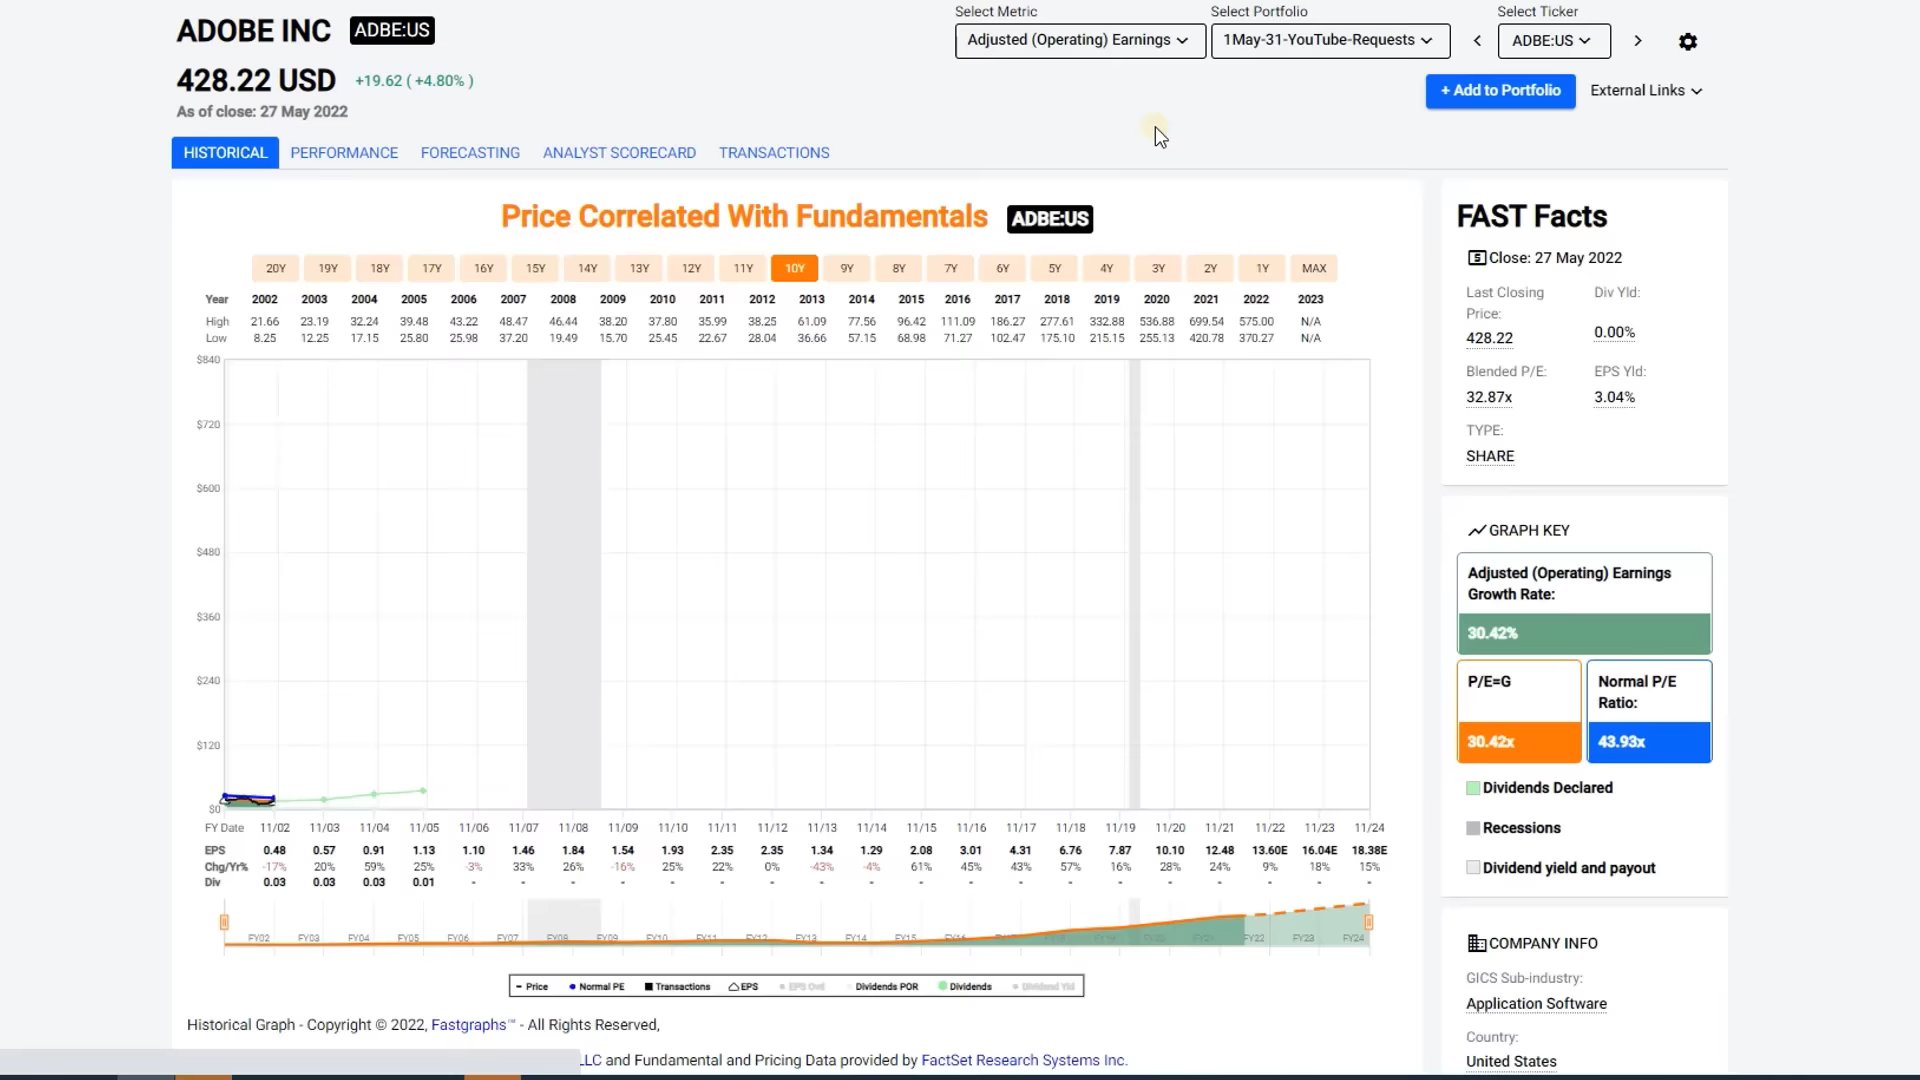 ADOBE INC ADBE:US
Select Metric Select Portfolio Select Ticker
Adjusted (Operating) Earnings 1May-31-YouTube-Requests ADBE:US
428.22 USD +19.62 ( +4.80% )
+ Add to Portfolio External Links
As of close: 27 May 2022
HISTORICAL PERFORMANCE FORECASTING ANALYST SCORECARD TRANSACTIONS
Price Correlated With Fundamentals ADBE:US
20Y 19Y 18Y 17Y 16Y 15Y 14Y 13Y 12Y 11Y 10Y 9Y 8Y 7Y 6Y 5Y 4Y 3Y 2Y 1Y MAX
Year 2002 2003 2004 2005 2006 2007 2008 2009 2010 2011 2012 2013 2014 2015 2016 2017 2018 2019 2020 2021 2022 2023
High 21.66 23.19 32.24 39.48 43.22 48.47 46.44 38.20 37.80 35.99 38.25 61.09 77.56 96.42 111.09 186.27 277.61 332.88 536.88 699.54 575.00 N/A
Low 8.25 12.25 17.15 25.80 25.98 37.20 19.49 15.70 25.45 22.67 28.04 36.66 57.15 68.98 71.27 102.47 175.10 215.15 255.13 420.78 370.27 N/A
$840
$720
$600
$480
$360
$240
$120
$0
FY Date 11/02 11/03 11/04 11/05 11/06 11/07 11/08 11/09 11/10 11/11 11/12 11/13 11/14 11/15 11/16 11/17 11/18 11/19 11/20 11/21 11/22 11/23 11/24
EPS 0.48 0.57 0.91 1.13 1.10 1.46 1.84 1.54 1.93 2.35 2.35 1.34 1.29 2.08 3.01 4.31 6.76 7.87 10.10 12.48 13.60E 16.04E 18.38E
Chg/Yr% -17% 20% 59% 25% -3% 33% 26% -16% 25% 22% 0% -43% -4% 61% 45% 43% 57% 16% 28% 24% 9% 18% 15%
Div 0.03 0.03 0.03 0.01 - - - - - - - - - - - - - - - - - - -
FY02 FY03 FY04 FY05 FY06 FY07 FY08 FY09 FY10 FY11 FY12 FY13 FY14 FY15 FY16 FY20 FY21 FY22 FY23 FY24
Price Normal PE Transactions EPS EPS Ovd Dividends POR Dividends Dividend Yld
Historical Graph - Copyright © 2022, Fastgraphs™ - All Rights Reserved,
LLC and Fundamental and Pricing Data provided by FactSet Research Systems Inc.
FAST Facts
Close: 27 May 2022
Last Closing Price: Div Yld:
428.22 0.00%
Blended P/E: EPS Yld:
32.87x 3.04%
TYPE:
SHARE
GRAPH KEY
Adjusted (Operating) Earnings
Growth Rate:
30.42%
P/E=G Normal P/E
Ratio:
30.42x 43.93x
Dividends Declared
Recessions
Dividend yield and payout
COMPANY INFO
GICS Sub-industry:
Application Software
Country:
United States